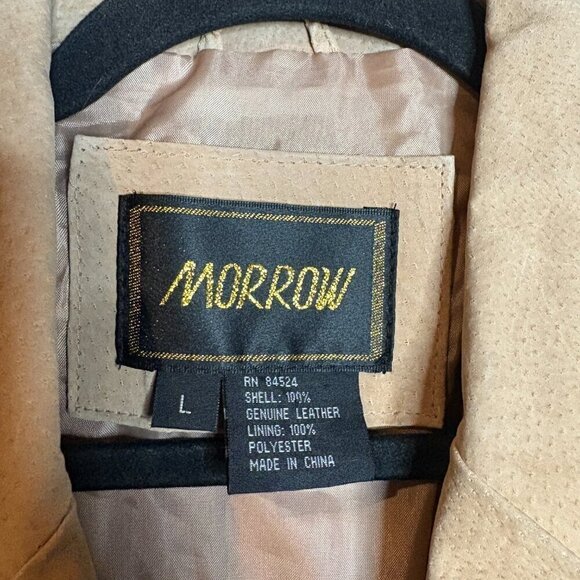 MORROW
L
RN 84524
SHELL: 100%
GENUINE LEATHER
LINING: 100%
POLYESTER
MADE IN CHINA